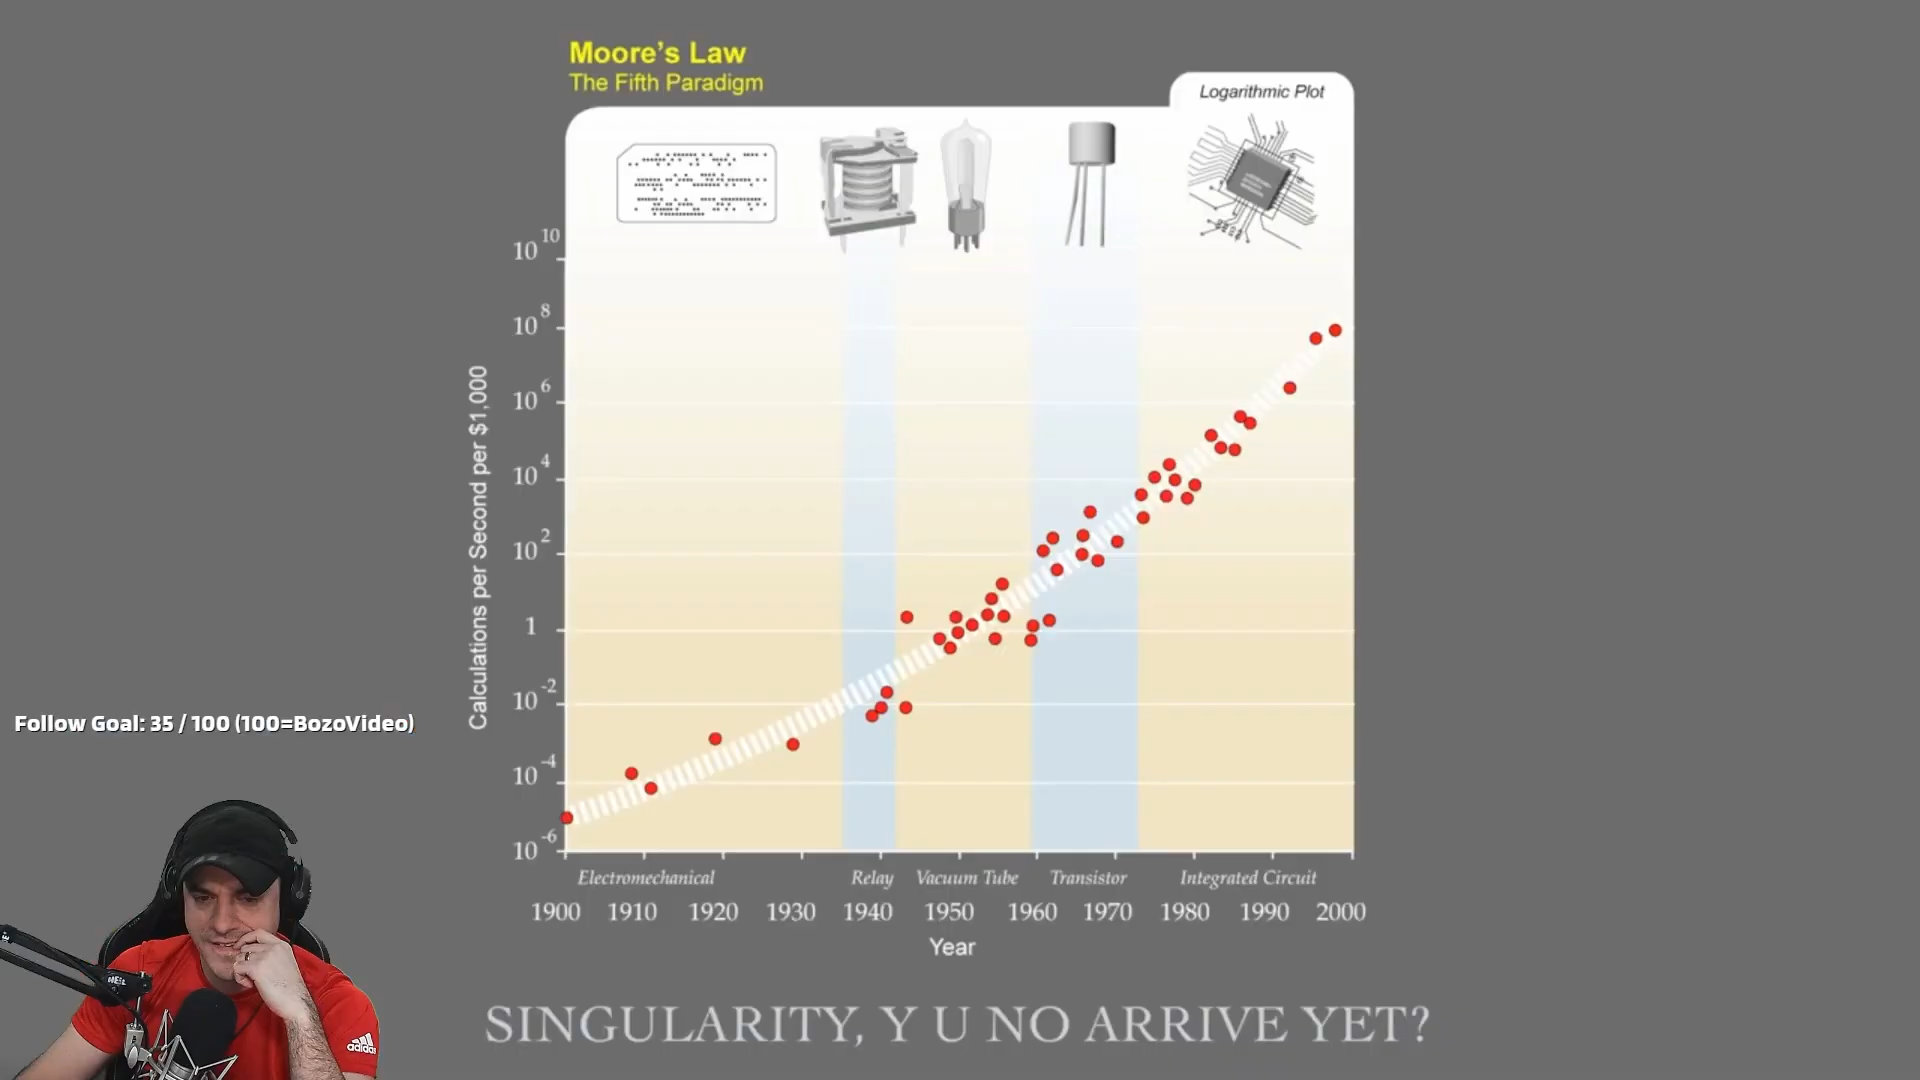 Moore's Law
The Fifth Paradigm
Logarithmic Plot
10^10
10^8
10^6
10^4
10^2
1
10^-2
10^-4
10^-6
Calculations per Second per $1,000
Electromechanical Relay Vacuum Tube Transistor Integrated Circuit
1900 1910 1920 1930 1940 1950 1960 1970 1980 1990 2000
Year
Follow Goal: 35 / 100 (100=BozoVideo)
NEIL
adidas
SINGULARITY, Y U NO ARRIVE YET?